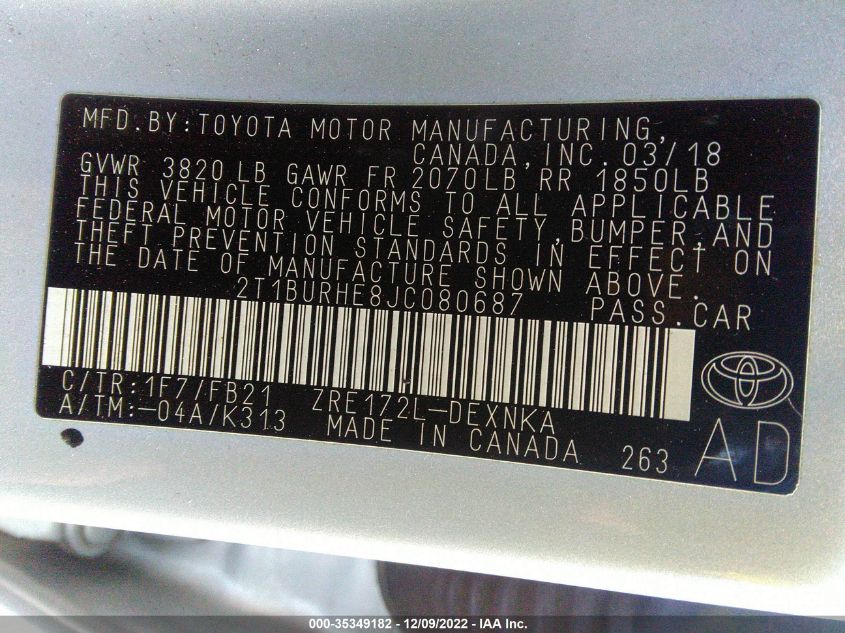 MFD.BY:TOYOTA MOTOR MANUFACTURING,
CANADA,INC.03/18
GVWR 3820LB GAWR FR 2070LB RR 1850LB
THIS VEHICLE CONFORMS TO ALL APPLICABLE
FEDERAL MOTOR VEHICLE SAFETY,BUMPER,AND
THEFT PREVENTION STANDARDS IN EFFECT ON
THE DATE OF MANUFACTURE SHOWN ABOVE.
2T1BURHE8JC080687 PASS.CAR
C/TR:1F7/FB21 ZRE172L-DEXNKA
A/TM:-04A/K313 MADE IN CANADA 263 AD
000-35349182 - 12/09/2022 - IAA Inc.